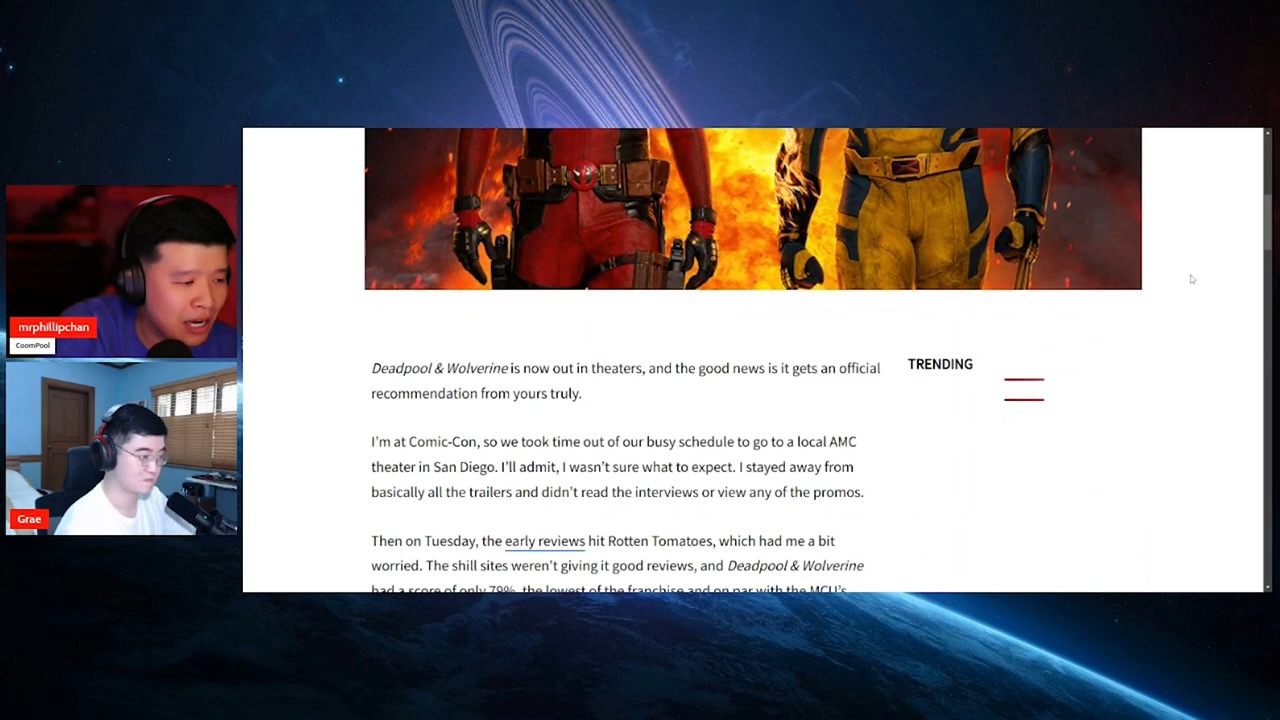 mrphillipchan
CoomPool
Grae
Deadpool & Wolverine is now out in theaters, and the good news is it gets an official
recommendation from yours truly.
I'm at Comic-Con, so we took time out of our busy schedule to go to a local AMC
theater in San Diego. I'll admit, I wasn't sure what to expect. I stayed away from
basically all the trailers and didn't read the interviews or view any of the promos.
Then on Tuesday, the early reviews hit Rotten Tomatoes, which had me a bit
worried. The shill sites weren't giving it good reviews, and Deadpool & Wolverine
had a score of only 79%, the lowest of the franchise and on par with the MCU's
TRENDING